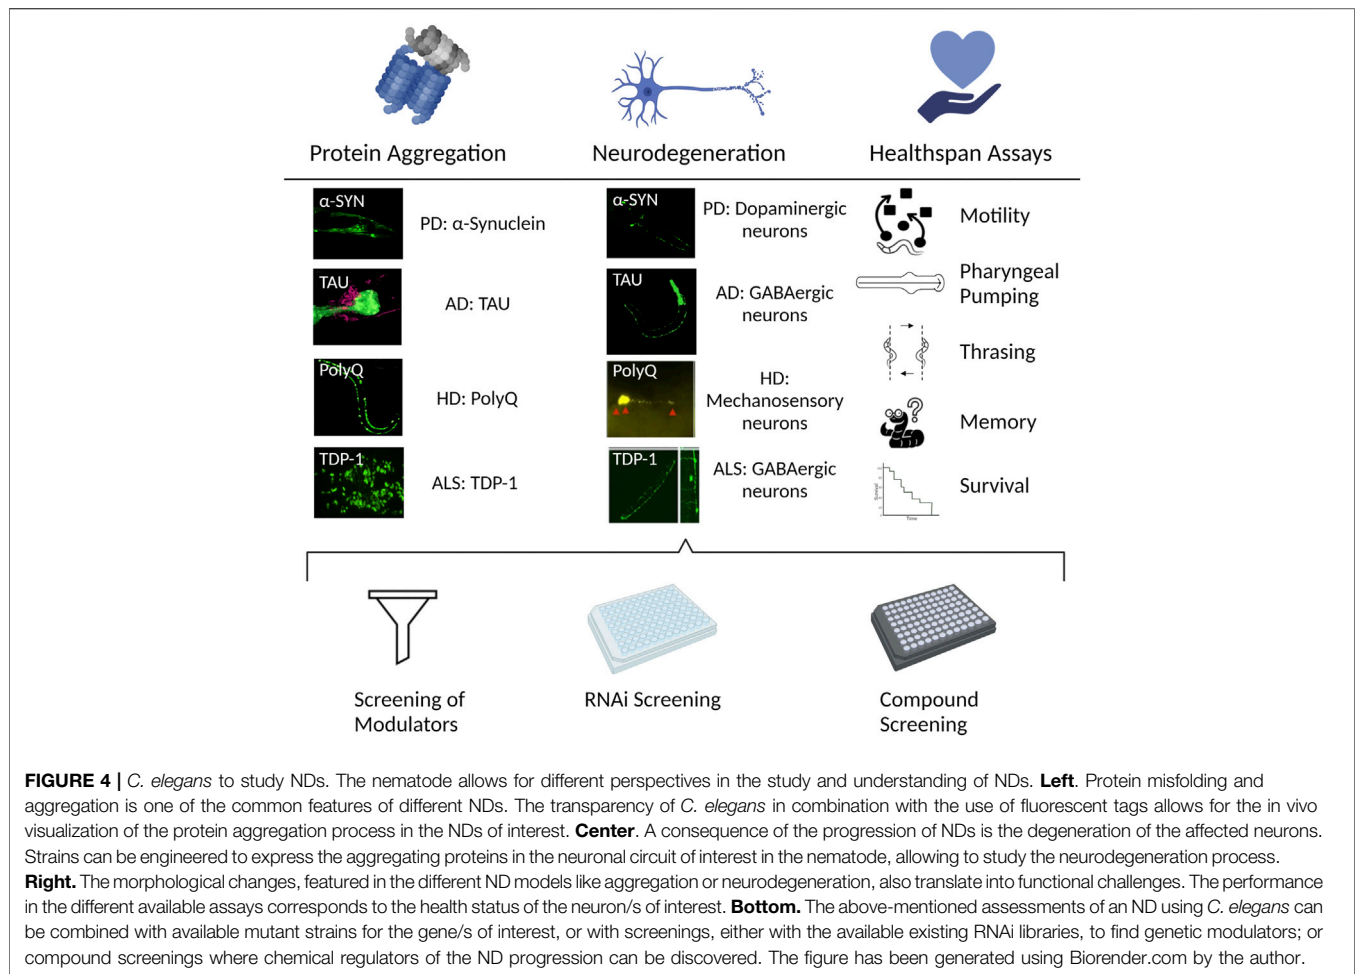 Protein Aggregation
Neurodegeneration
Healthspan Assays
α-SYN
PD: α-Synuclein
TAU
AD: TAU
PolyQ
HD: PolyQ
TDP-1
ALS: TDP-1
α-SYN
PD: Dopaminergic
neurons
TAU
AD: GABAergic
neurons
PolyQ
HD:
Mechanosensory
neurons
TDP-1
ALS: GABAergic
neurons
Motility
Pharyngeal
Pumping
Thrasing
?
Memory
Survival
Time
Survival
Screening of
Modulators
RNAi Screening
Compound
Screening
FIGURE 4 | C. elegans to study NDs. The nematode allows for different perspectives in the study and understanding of NDs. Left. Protein misfolding and
aggregation is one of the common features of different NDs. The transparency of C. elegans in combination with the use of fluorescent tags allows for the in vivo
visualization of the protein aggregation process in the NDs of interest. Center. A consequence of the progression of NDs is the degeneration of the affected neurons.
Strains can be engineered to express the aggregating proteins in the neuronal circuit of interest in the nematode, allowing to study the neurodegeneration process.
Right. The morphological changes, featured in the different ND models like aggregation or neurodegeneration, also translate into functional challenges. The performance
in the different available assays corresponds to the health status of the neuron/s of interest. Bottom. The above-mentioned assessments of an ND using C. elegans can
be combined with available mutant strains for the gene/s of interest, or with screenings, either with the available existing RNAi libraries, to find genetic modulators; or
compound screenings where chemical regulators of the ND progression can be discovered. The figure has been generated using Biorender.com by the author.